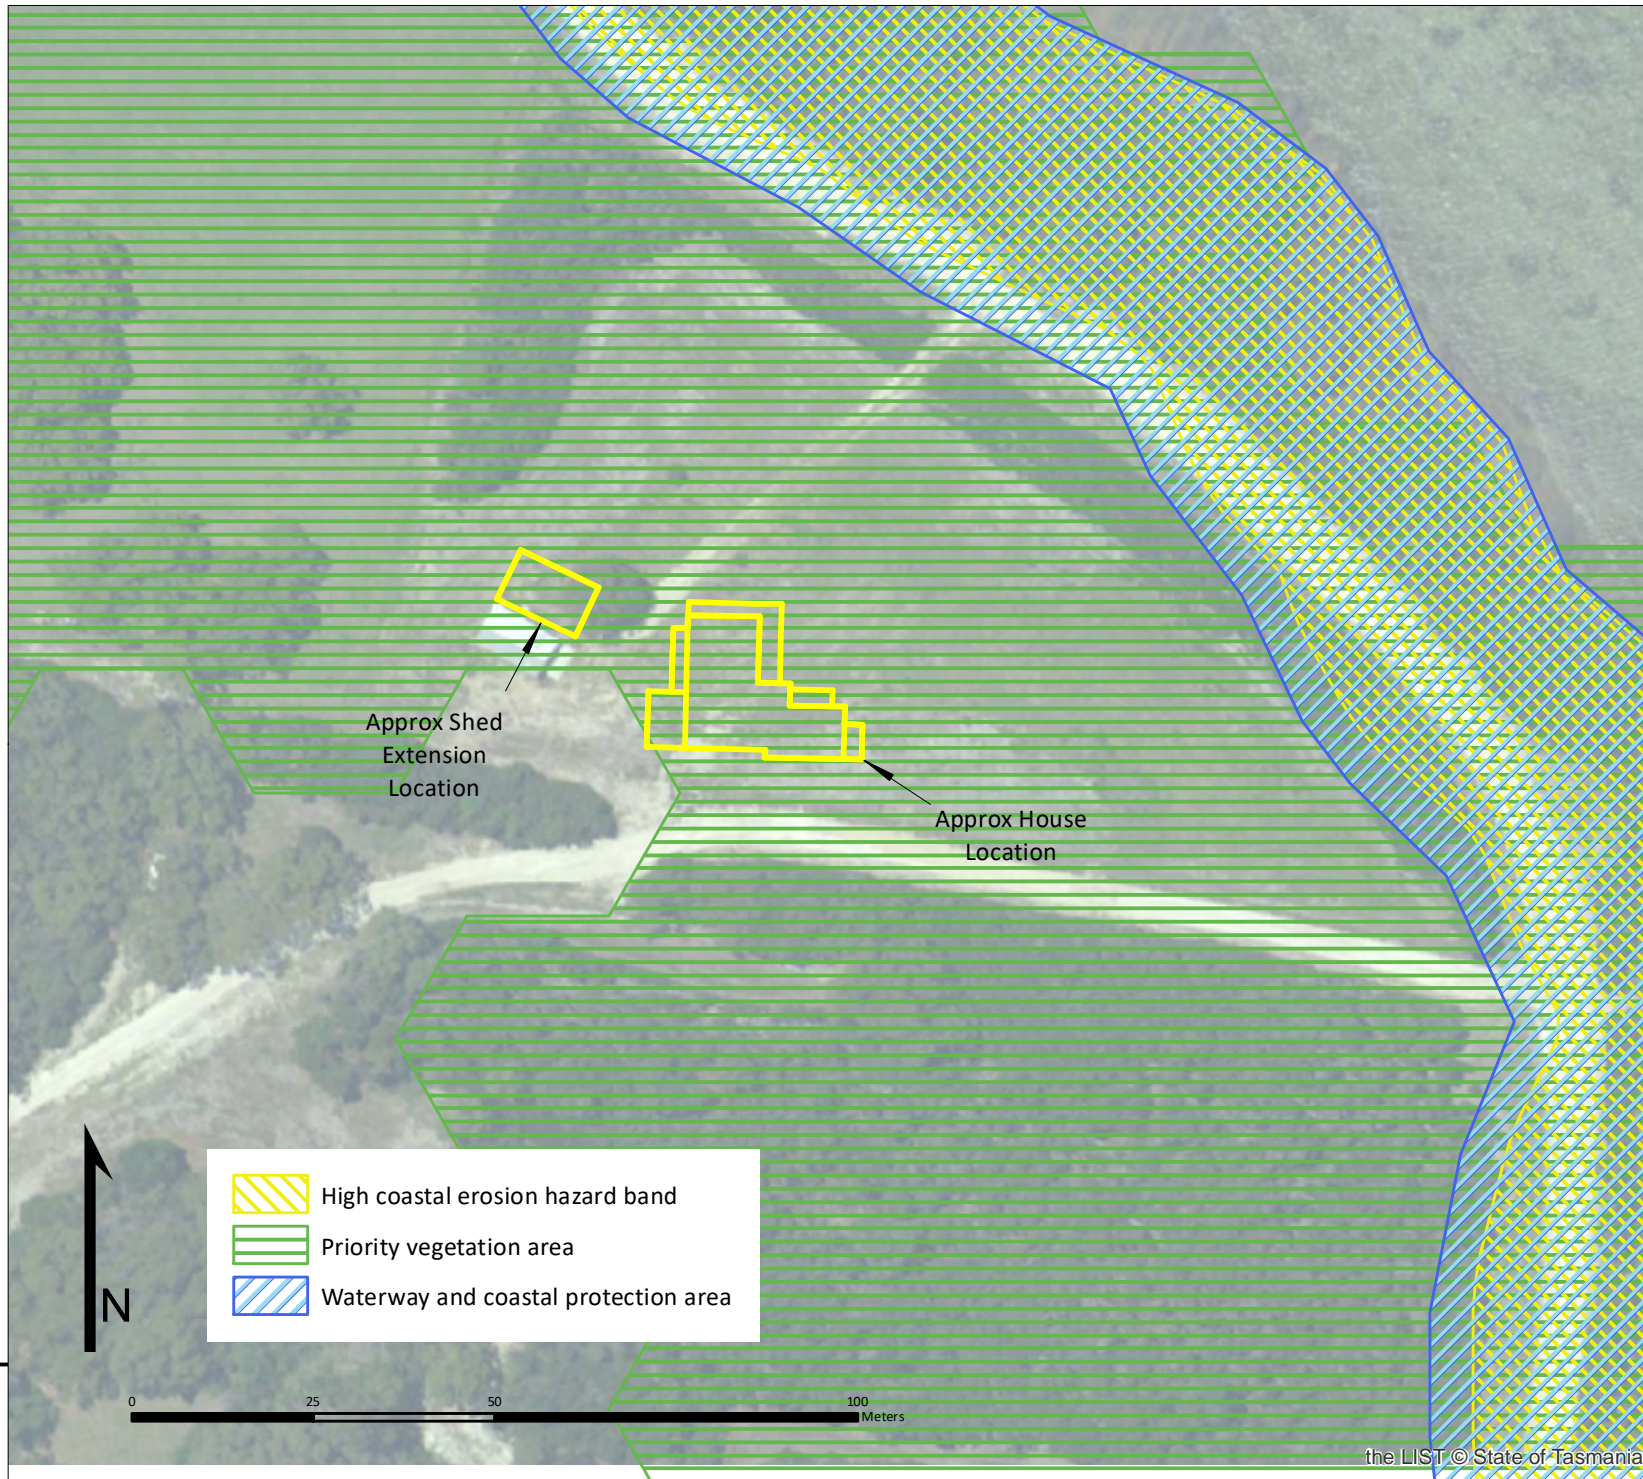 Approx Shed
Extension
Location
Approx House
Location
High coastal erosion hazard band
Priority vegetation area
Waterway and coastal protection area
N
0 25 50 100
Meters
the LIST © State of Tasmania